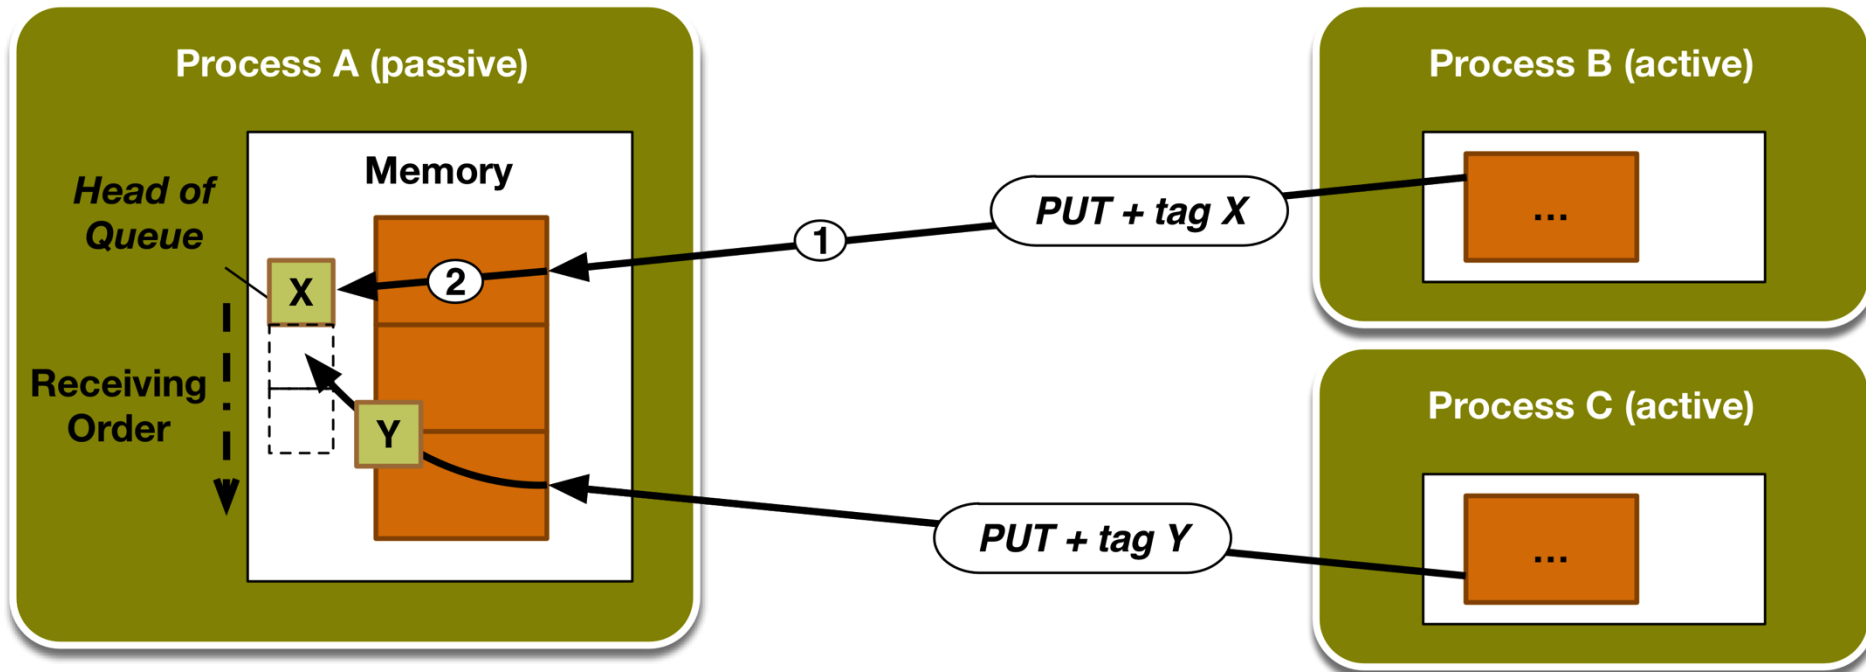 Process A (passive)
Memory
Head of
Queue
X
2
1
Receiving
Order
Y
PUT + tag X
PUT + tag Y
Process B (active)
...
Process C (active)
...